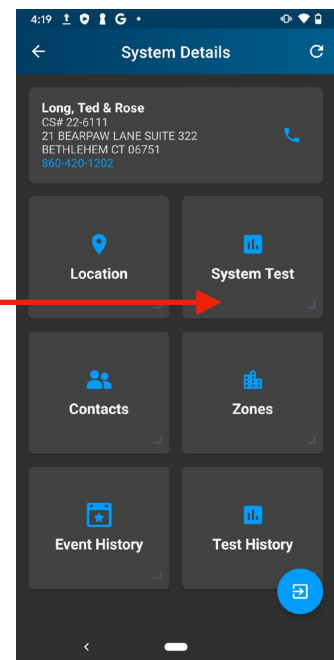 4:19
G
System Details
Long, Ted & Rose
CS# 22-6111
21 BEARPAW LANE SUITE 322
BETHLEHEM CT 06751
860-420-1202
Location
System Test
Contacts
Zones
Event History
Test History